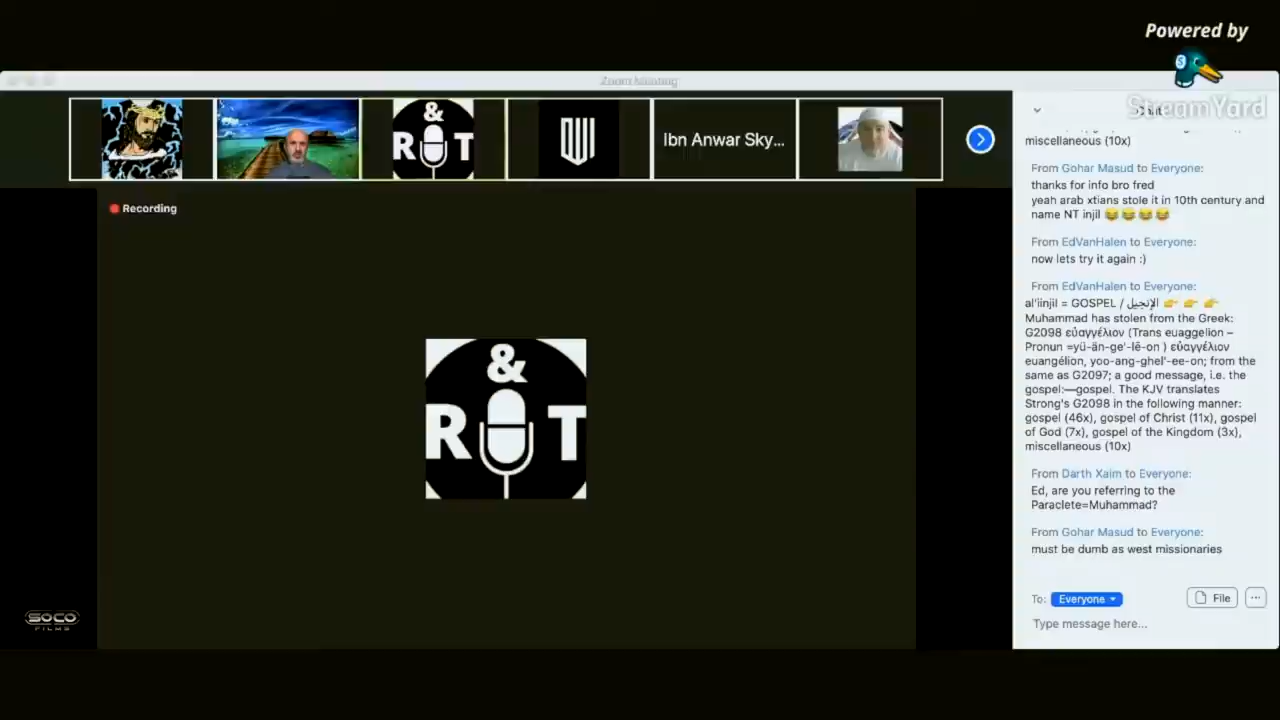 Powered by
StreamYard
Zoom Meeting
&
R T
Ibn Anwar Sky...
Recording
&
R T
SOCO
FILMS
miscellaneous (10x)
From Gohar Masud to Everyone:
thanks for info bro fred
yeah arab xtians stole it in 10th century and
name NT injil 😂 😂 😂 😂
From EdVanHalen to Everyone:
now lets try it again :)
From EdVanHalen to Everyone:
al'iinjil = GOSPEL / الإنجيل 👉 👉 👉
Muhammad has stolen from the Greek:
G2098 εὐαγγέλιον (Trans euaggelion –
Pronun =yü-än-ge'-lē-on ) εὐαγγέλιον
euangélion, yoo-ang-ghel'-ee-on; from the
same as G2097; a good message, i.e. the
gospel:—gospel. The KJV translates
Strong's G2098 in the following manner:
gospel (46x), gospel of Christ (11x), gospel
of God (7x), gospel of the Kingdom (3x),
miscellaneous (10x)
From Darth Xaim to Everyone:
Ed, are you referring to the
Paraclete=Muhammad?
From Gohar Masud to Everyone:
must be dumb as west missionaries
To: Everyone File ...
Type message here...